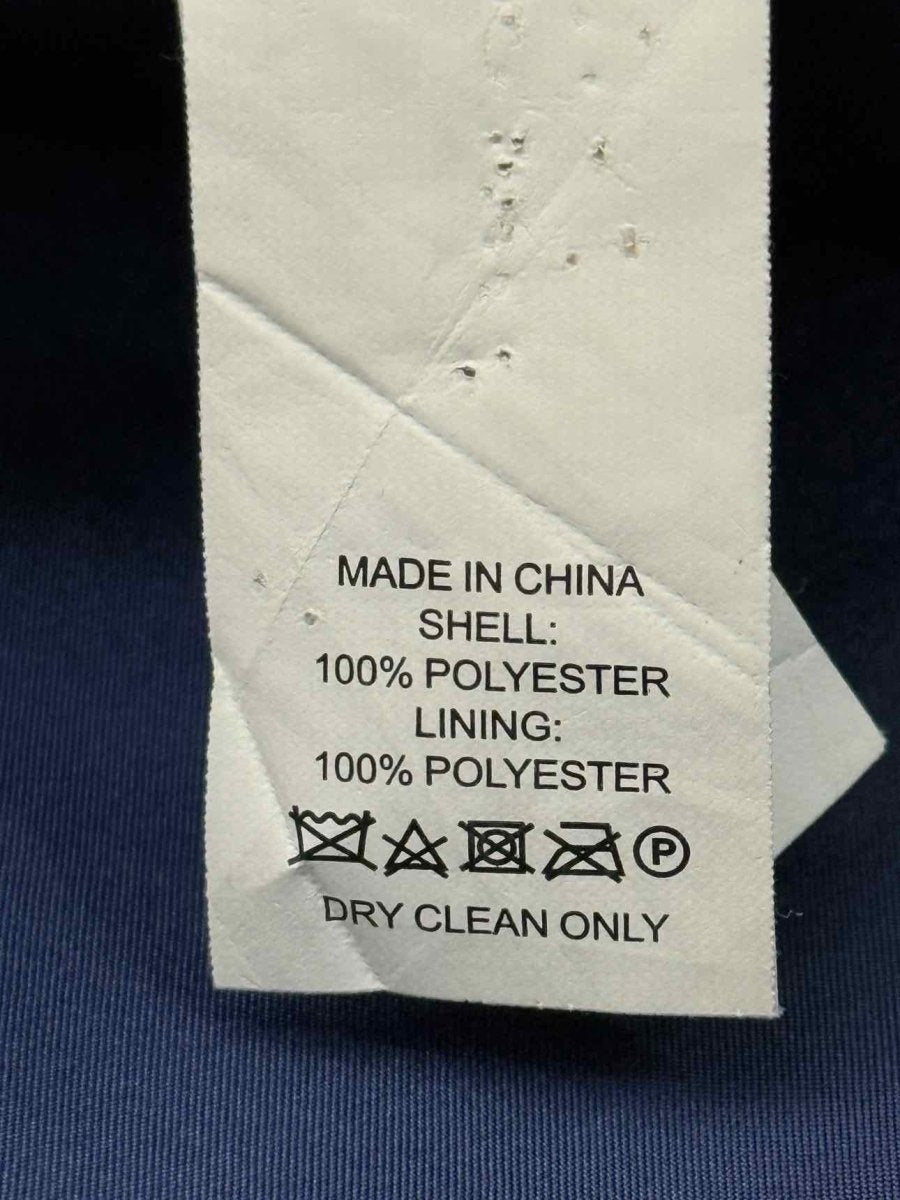 MADE IN CHINA
SHELL:
100% POLYESTER
LINING:
100% POLYESTER
P
DRY CLEAN ONLY